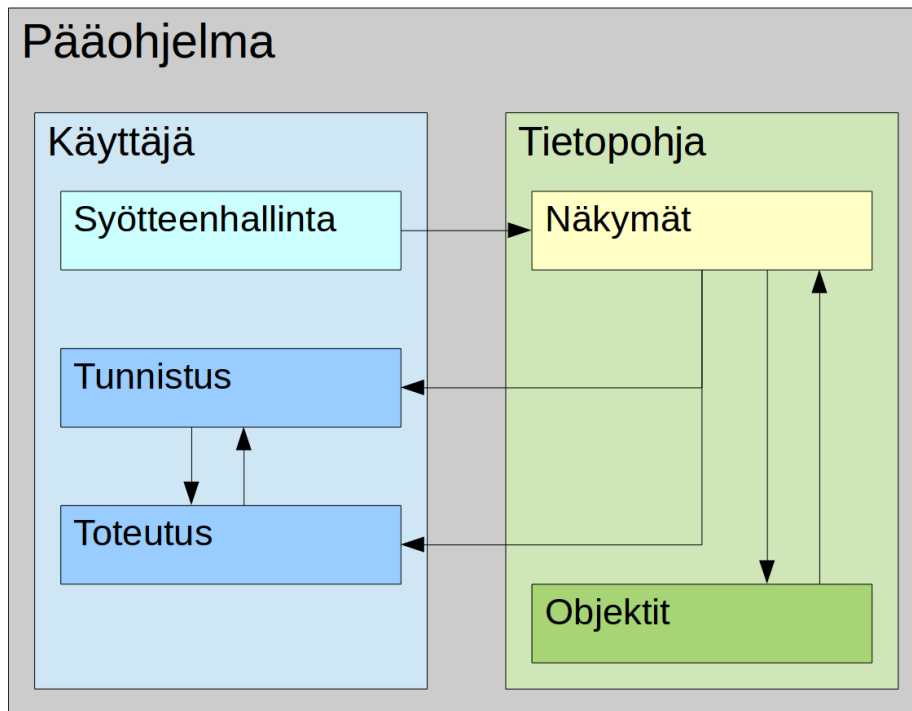 Pääohjelma
Käyttäjä
Syötteenhallinta
Tunnistus
Toteutus
Tietopohja
Näkymät
Objektit